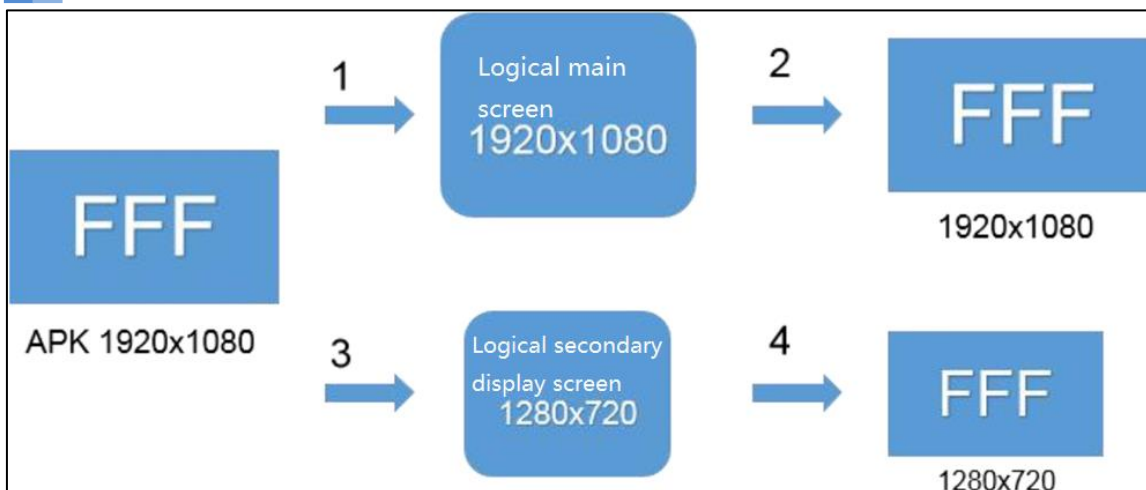 1
Logical main
screen
1920x1080
2
FFF
1920x1080
FFF
APK 1920x1080
3
Logical secondary
display screen
1280x720
4
FFF
1280x720